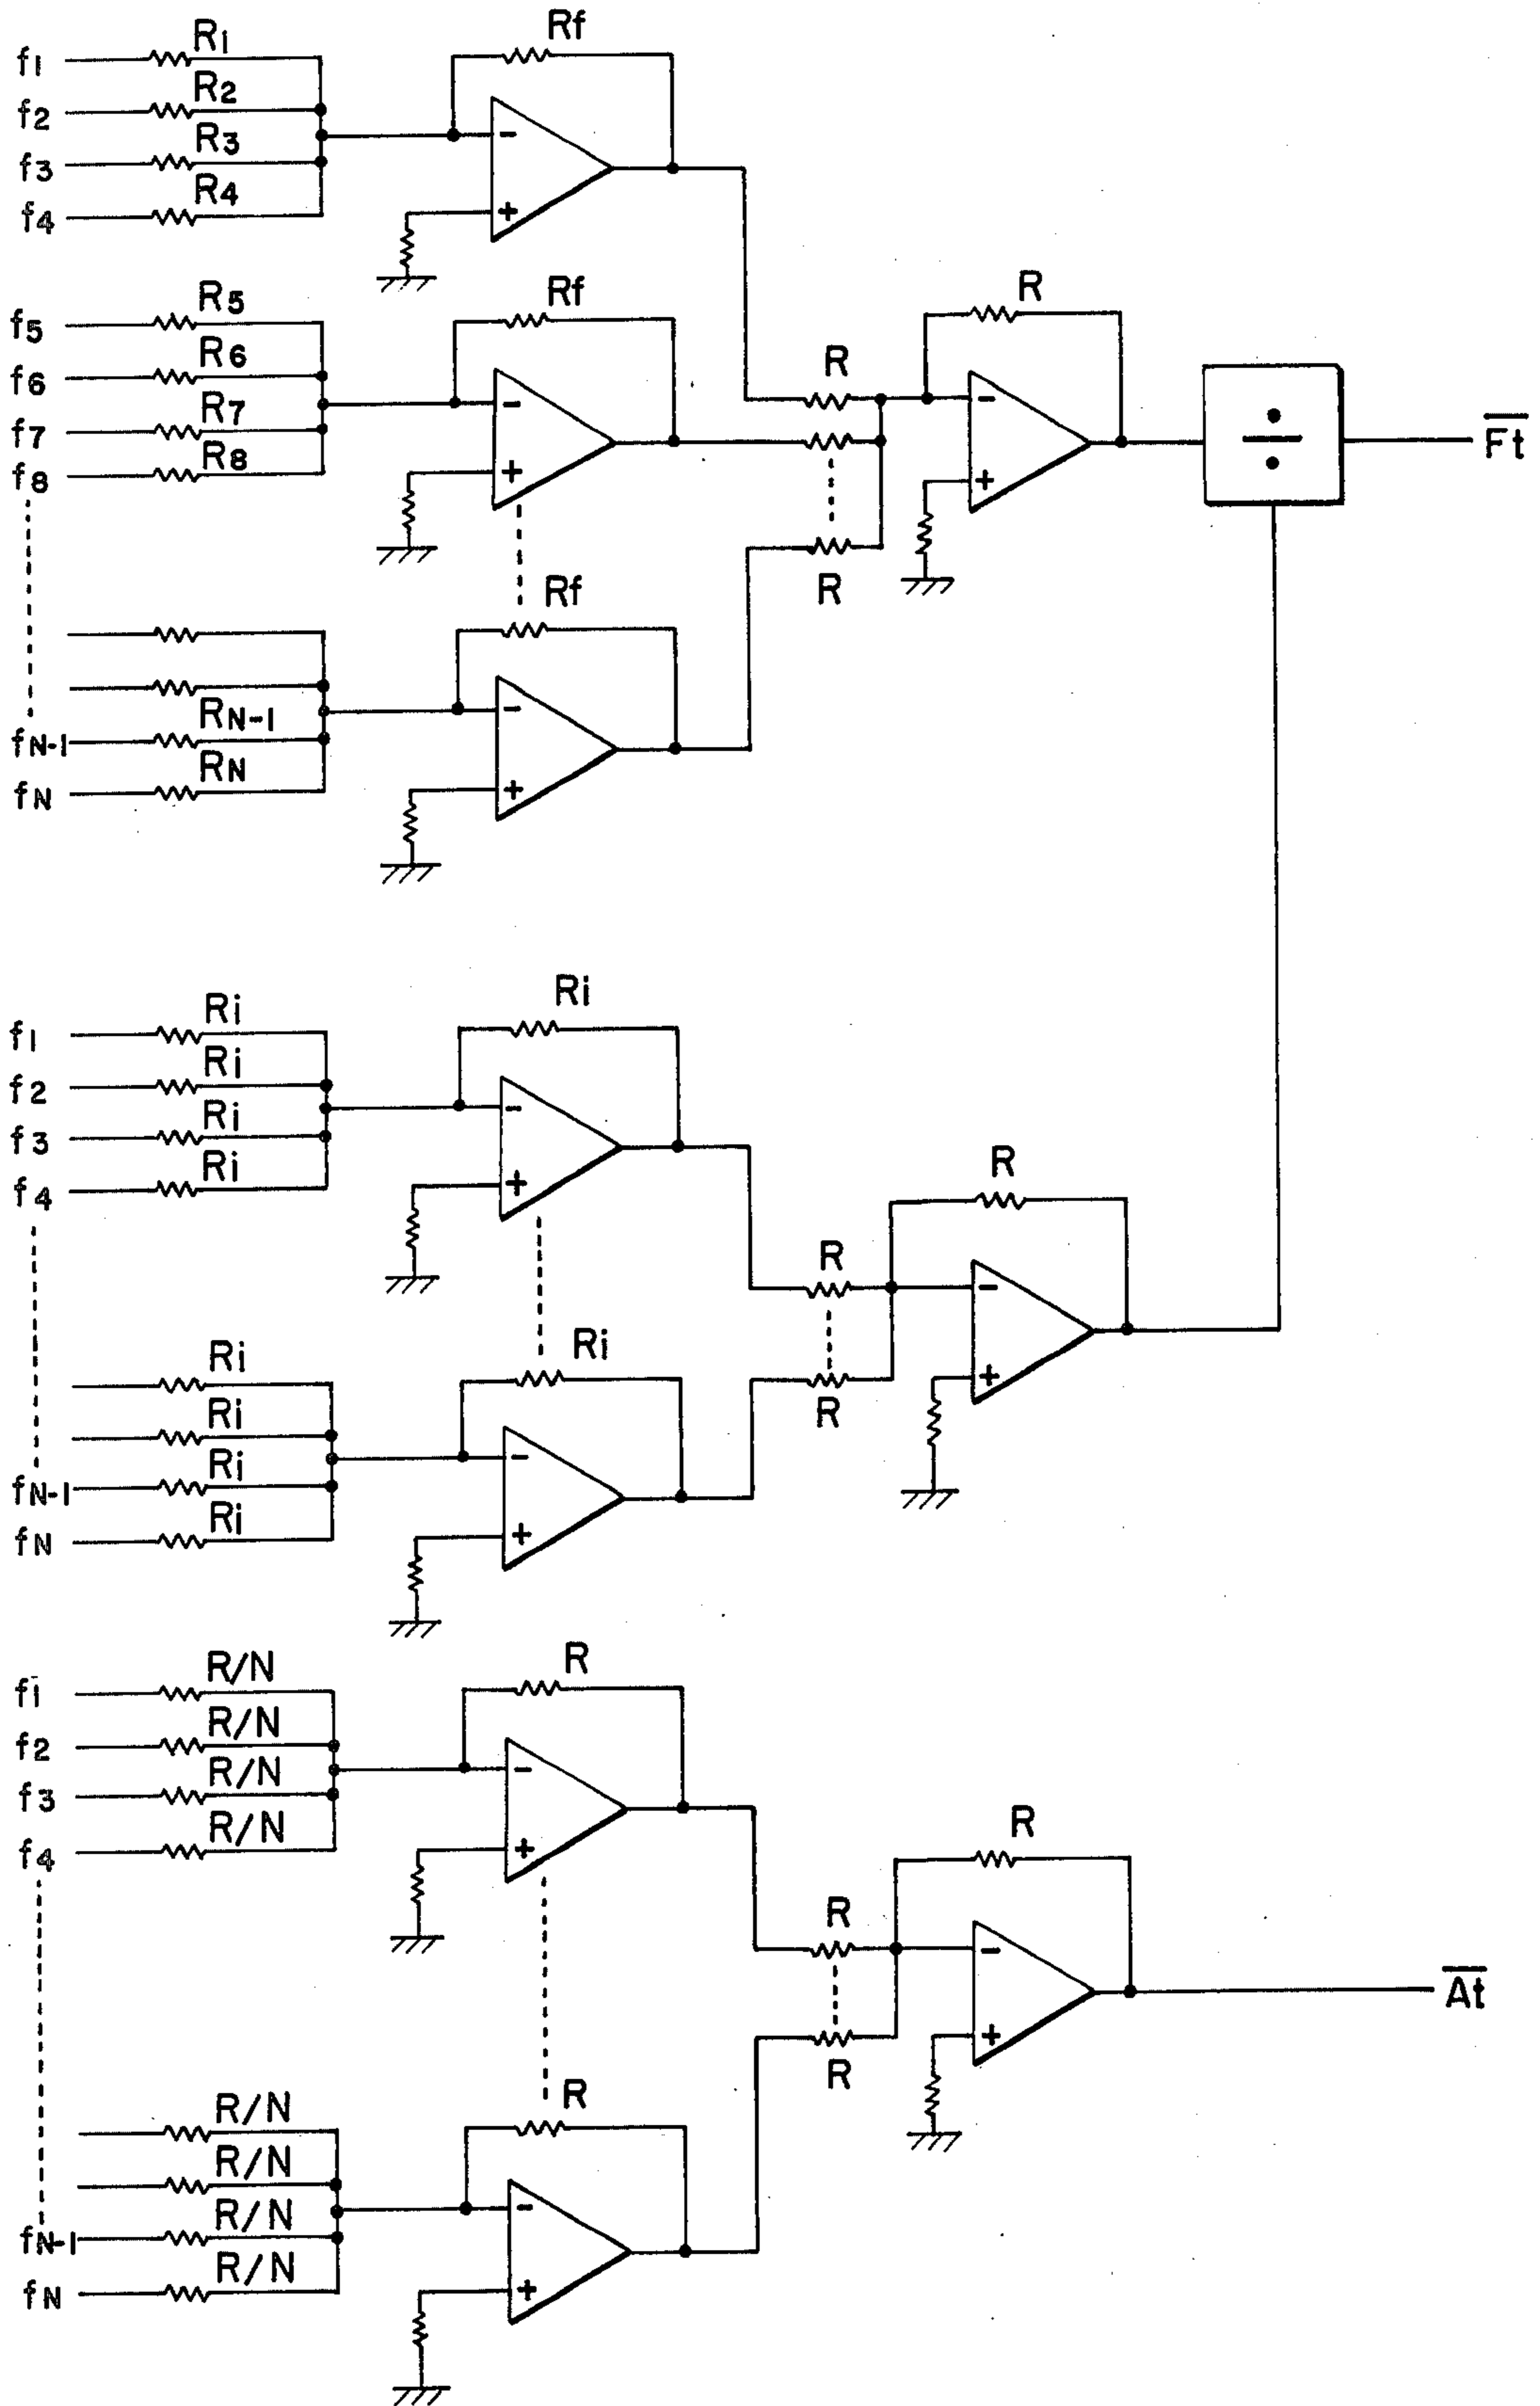 R1
Rf
f1
R2
f2
R3
f3
R4
f4
−
+
R5
Rf
R
f5
R6
f6
R
R7
f7
R8
f8
−
+
−
+
÷
Ft
Rf
R
RN-1
fN-1
RN
fN
−
+
Ri
Ri
f1
Ri
f2
Ri
f3
Ri
f4
−
+
R
R
Ri
Ri
Ri
Ri
fN-1
Ri
fN
−
+
R
−
+
R/N
R
f1
R/N
f2
R/N
f3
R/N
f4
−
+
R
R
−
+
At
R
R/N
R
R/N
R/N
fN-1
R/N
fN
−
+